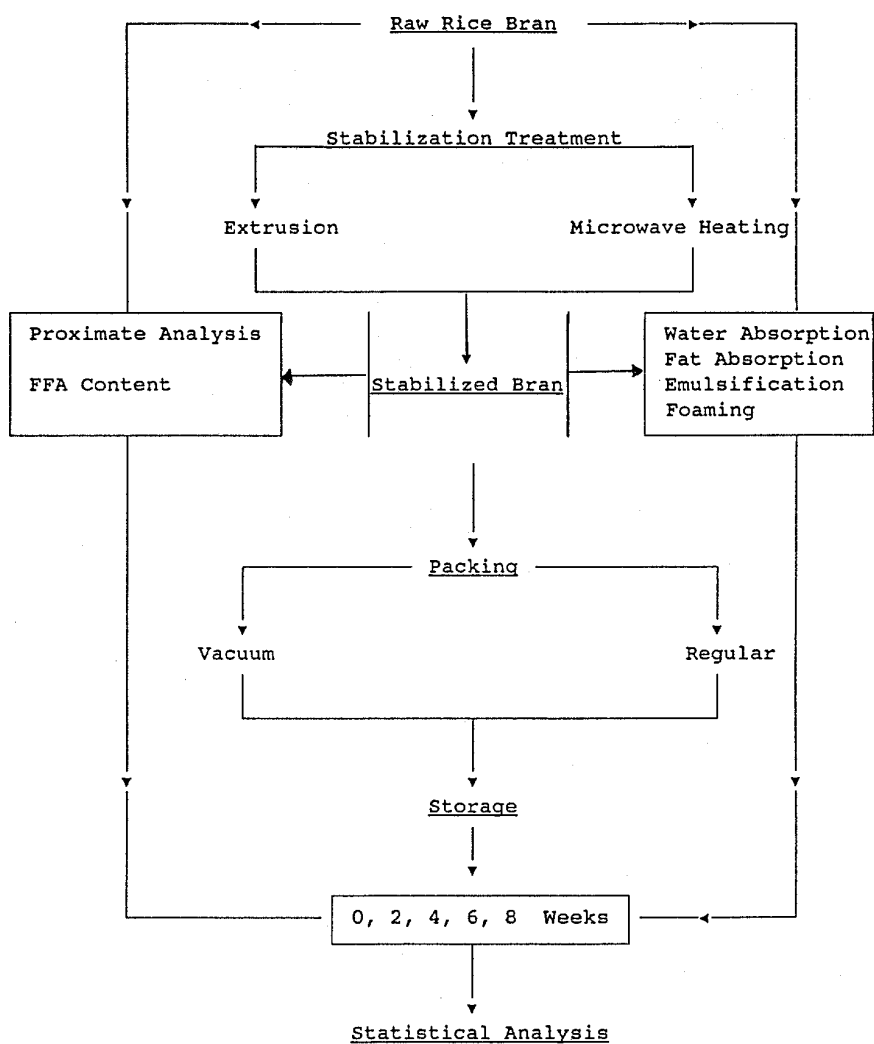 Raw Rice Bran
Stabilization Treatment
Extrusion
Microwave Heating
Proximate Analysis
FFA Content
Stabilized Bran
Water Absorption
Fat Absorption
Emulsification
Foaming
Packing
Vacuum
Regular
Storage
0, 2, 4, 6, 8 Weeks
Statistical Analysis